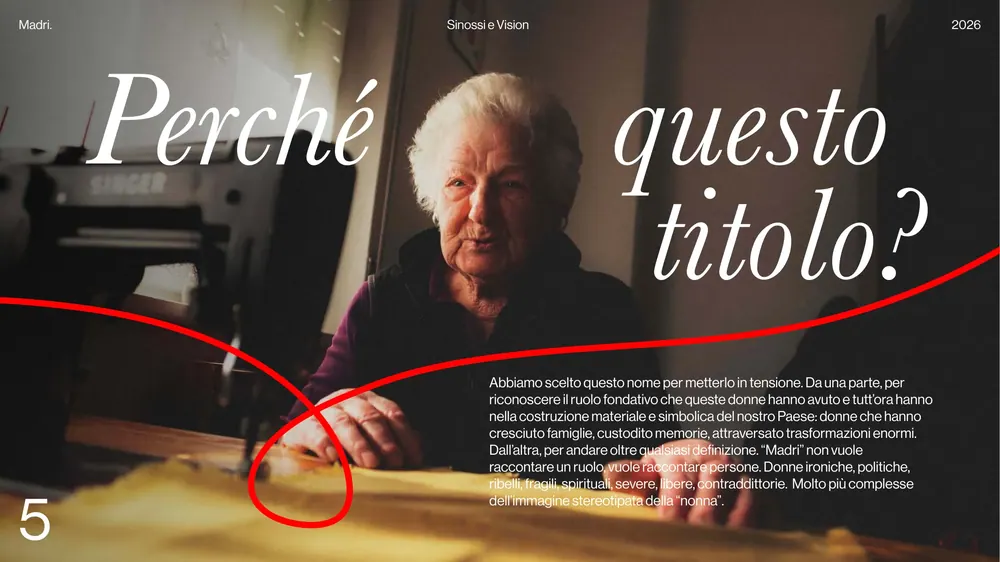 Madri.
Sinossi e Vision
2026
Perché questo
titolo?
SINGER
Abbiamo scelto questo nome per metterlo in tensione. Da una parte, per
riconoscere il ruolo fondativo che queste donne hanno avuto e tutt’ora hanno
nella costruzione materiale e simbolica del nostro Paese: donne che hanno
cresciuto famiglie, custodito memorie, attraversato trasformazioni enormi.
Dall’altra, per andare oltre qualsiasi definizione. “Madri” non vuole
raccontare un ruolo, vuole raccontare persone. Donne ironiche, politiche,
ribelli, fragili, spirituali, severe, libere, contraddittorie. Molto più complesse
dell’immagine stereotipata della “nonna”.
5